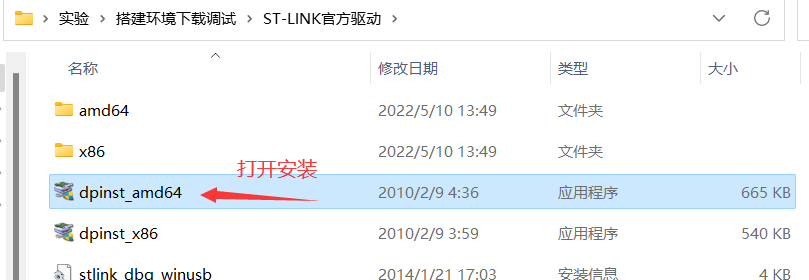 实验 › 搭建环境下载调试 › ST-LINK官方驱动 ›
名称 修改日期 类型 大小
amd64 2022/5/10 13:49 文件夹
x86 2022/5/10 13:49 文件夹
打开安装
dpinst_amd64 2010/2/9 4:36 应用程序 665 KB
dpinst_x86 2010/2/9 3:59 应用程序 540 KB
stlink_dbg_winusb 2014/1/21 17:03 安装信息 4 KB